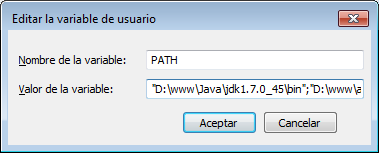 Editar la variable de usuario
Nombre de la variable: PATH
Valor de la variable: "D:\www\Java\jdk1.7.0_45\bin";"D:\www\a
Aceptar Cancelar